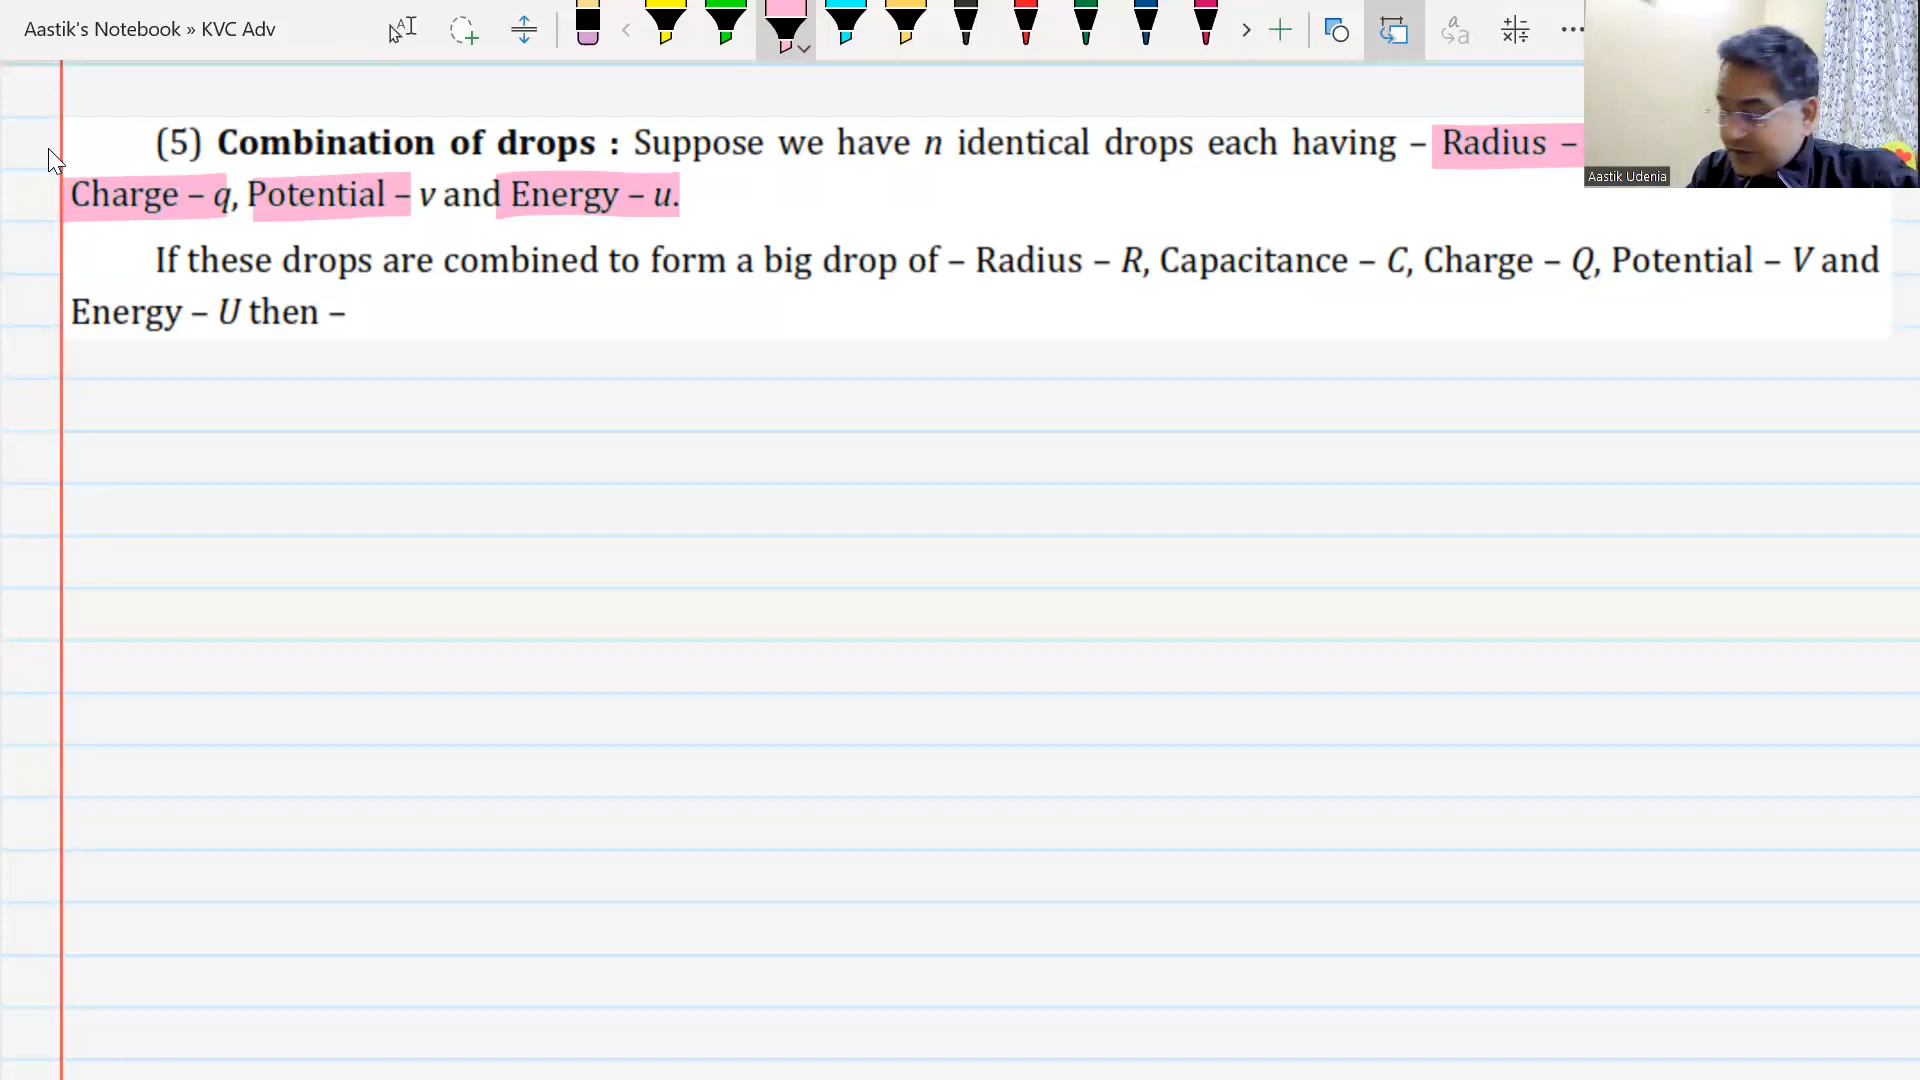 Aastik's Notebook » KVC Adv
Aastik Udenia
(5) Combination of drops : Suppose we have n identical drops each having – Radius –
Charge – q, Potential – v and Energy – u.
If these drops are combined to form a big drop of – Radius – R, Capacitance – C, Charge – Q, Potential – V and
Energy – U then –